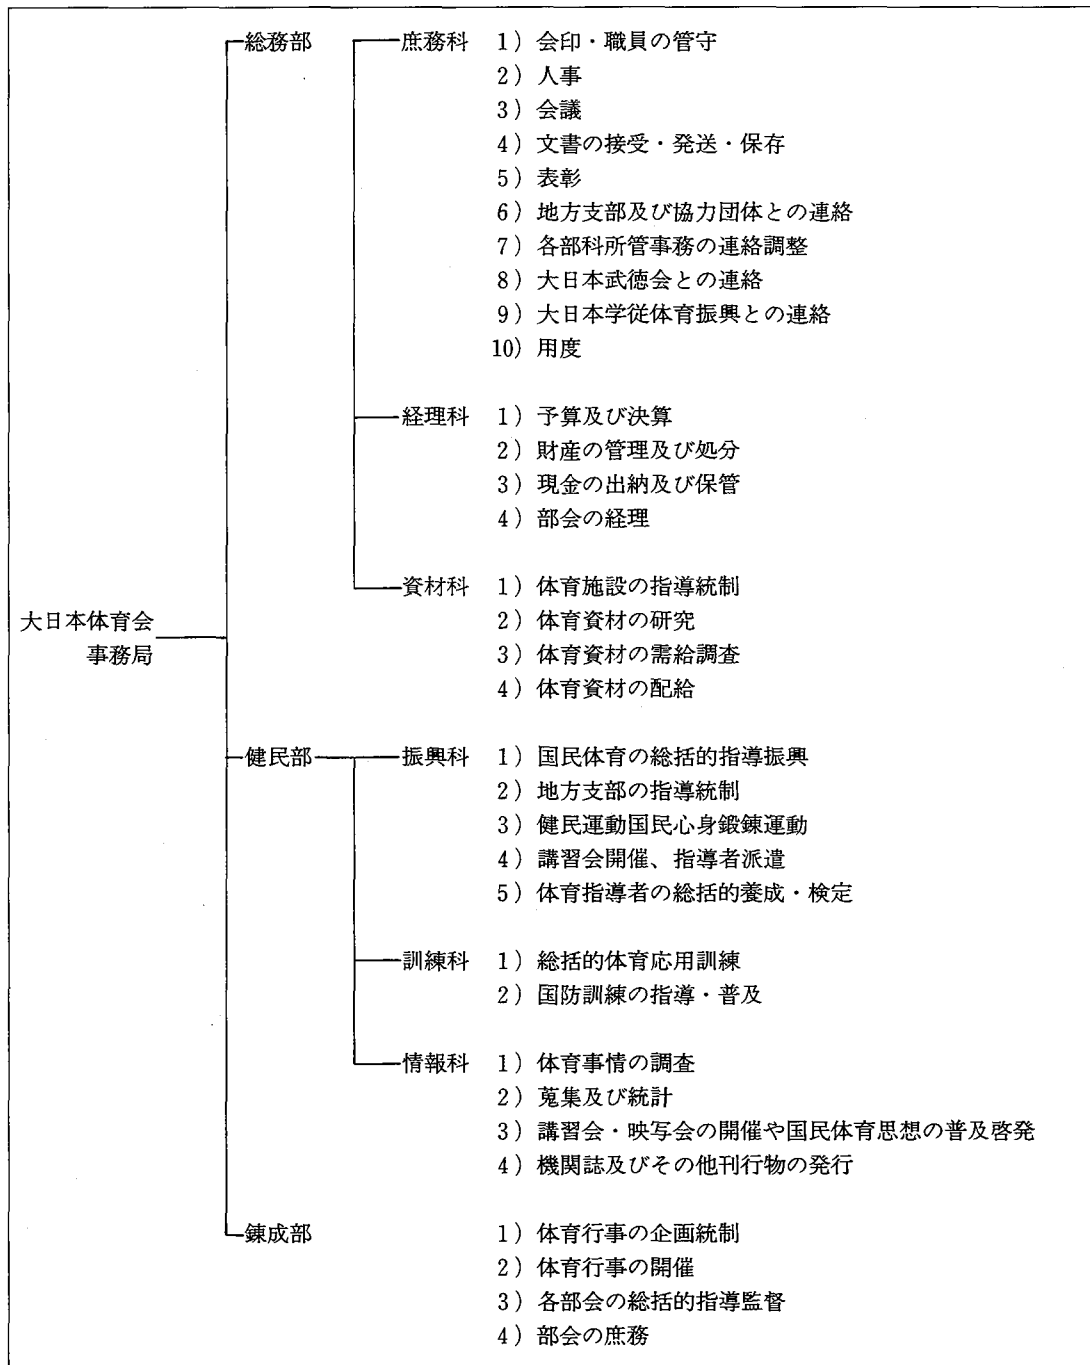 総務部 庶務科 1）会印・職員の管守
2）人事
3）会議
4）文書の接受・発送・保存
5）表彰
6）地方支部及び協力団体との連絡
7）各部科所管事務の連絡調整
8）大日本武徳会との連絡
9）大日本学従体育振興との連絡
10）用度
経理科 1）予算及び決算
2）財産の管理及び処分
3）現金の出納及び保管
4）部会の経理
資材科 1）体育施設の指導統制
大日本体育会
事務局
2）体育資材の研究
3）体育資材の需給調査
4）体育資材の配給
健民部 振興科 1）国民体育の総括的指導振興
2）地方支部の指導統制
3）健民運動国民心身鍛錬運動
4）講習会開催、指導者派遣
5）体育指導者の総括的養成・検定
訓練科 1）総括的体育応用訓練
2）国防訓練の指導・普及
情報科 1）体育事情の調査
2）蒐集及び統計
3）講習会・映写会の開催や国民体育思想の普及啓発
4）機関誌及びその他刊行物の発行
錬成部 1）体育行事の企画統制
2）体育行事の開催
3）各部会の総括的指導監督
4）部会の庶務